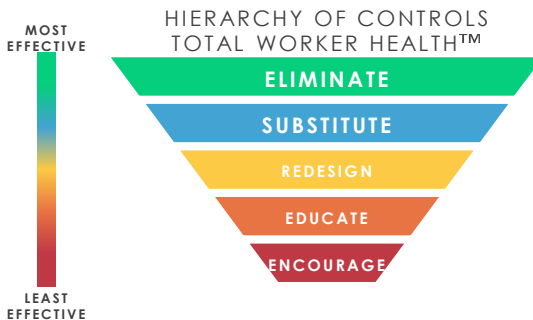 MOST
EFFECTIVE
HIERARCHY OF CONTROLS
TOTAL WORKER HEALTH™
ELIMINATE
SUBSTITUTE
REDESIGN
EDUCATE
ENCOURAGE
LEAST
EFFECTIVE